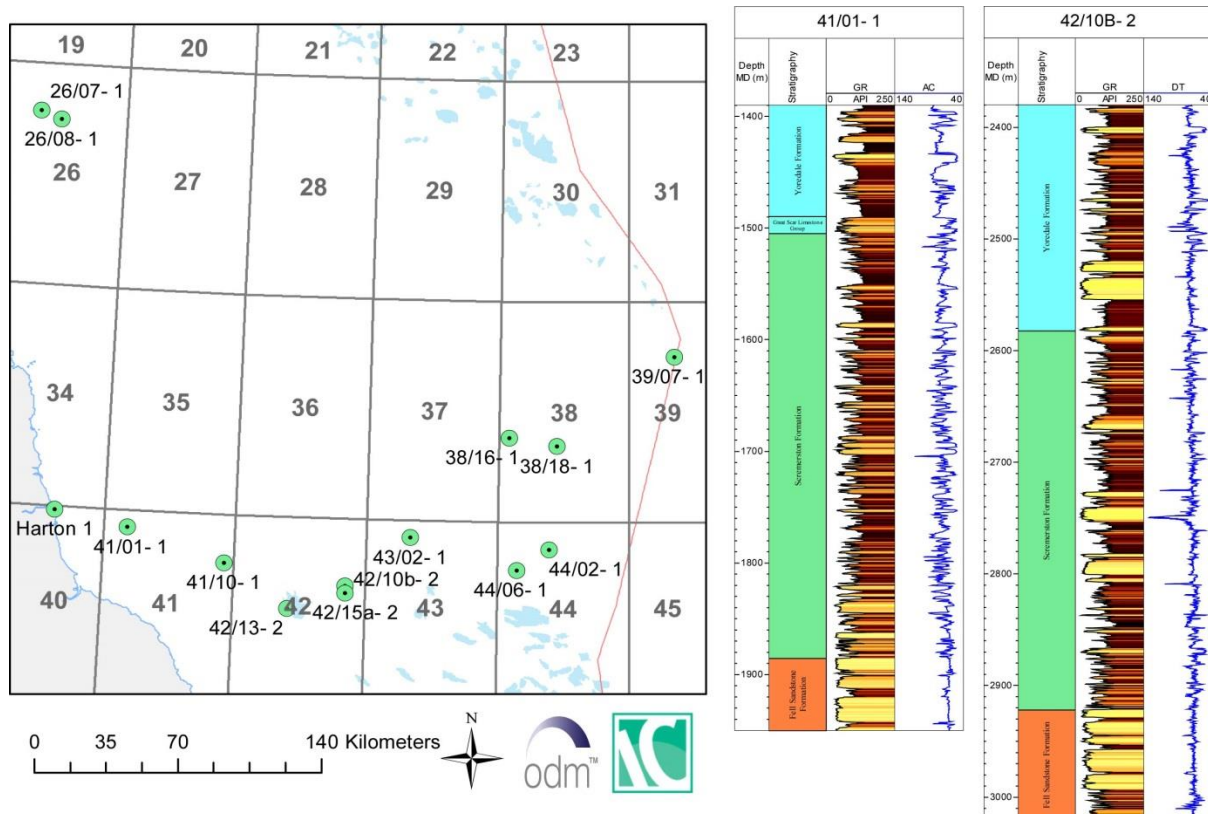 19
20
21
22
23
26/07- 1
26/08- 1
26
27
28
29
30
31
34
35
36
37
38
39
39/07- 1
38/16- 1
38/18- 1
Harton 1
41/01- 1
41/10- 1
43/02- 1
42/10b- 2
42/15a- 2
42/13- 2
44/02- 1
44/06- 1
40
41
42
43
44
45
0 35 70 140 Kilometers
N
odm™
41/01- 1
Depth
MD (m)
Stratigraphy
GR
0 API 250
AC
140 40
1400
1500
1600
1700
1800
1900
Yoredale Formation
Great Scar Limestone
Group
Scremerston Formation
Fell Sandstone
Formation
42/10B- 2
Depth
MD (m)
Stratigraphy
GR
0 API 250
DT
140 40
2400
2500
2600
2700
2800
2900
3000
Yoredale Formation
Scremerston Formation
Fell Sandstone Formation